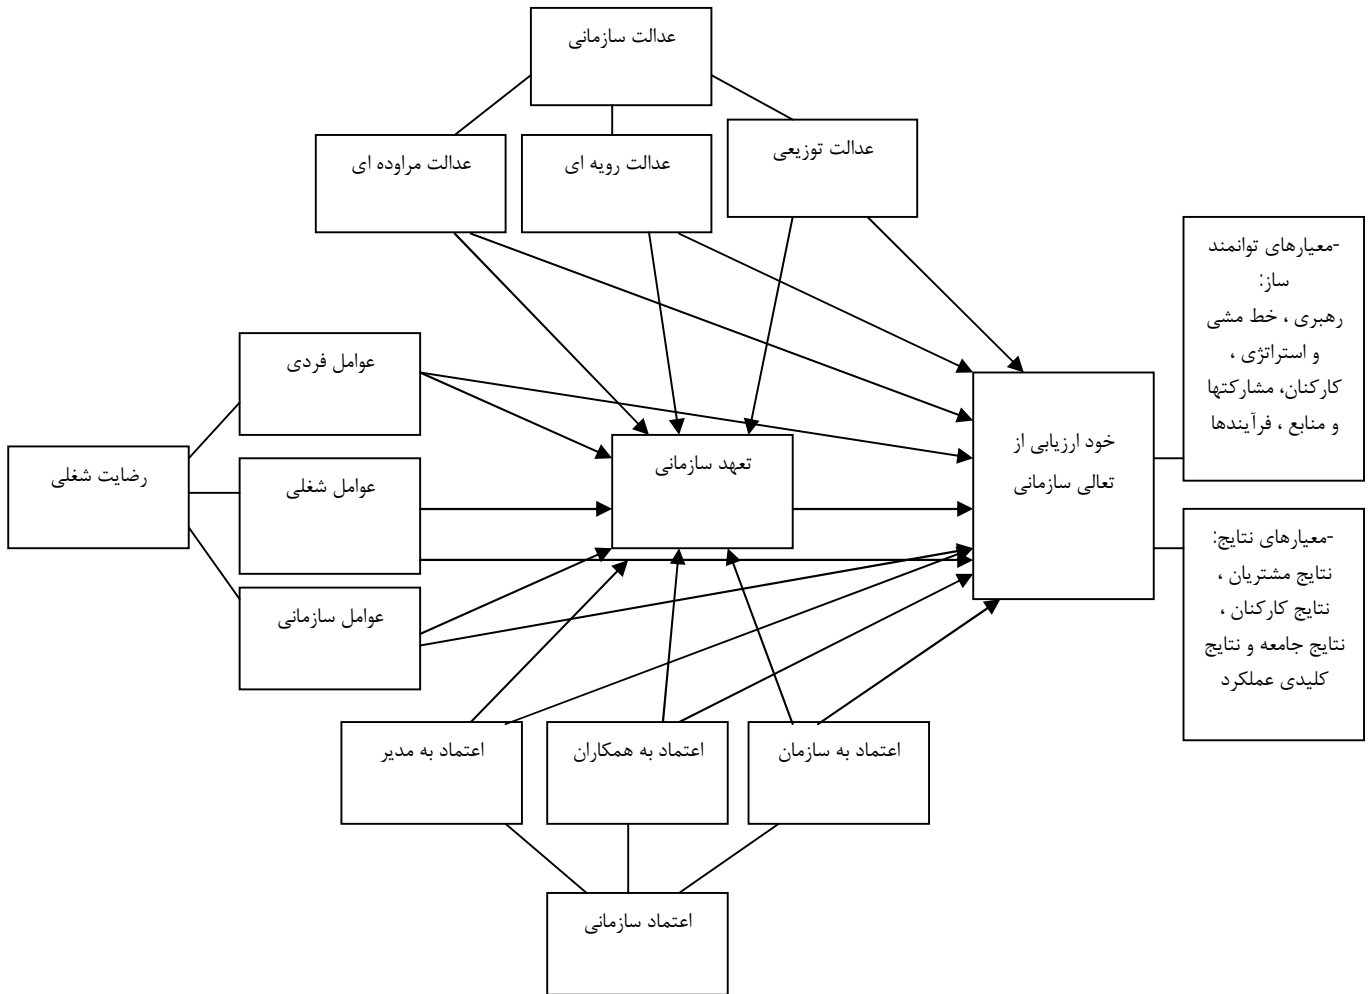 عدالت سازمانی
عدالت توزیعی
عدالت رویه ای
عدالت مراوده ای
-معیارهای توانمند
ساز:
رهبری ، خط مشی
و استراتژی ،
کارکنان، مشارکتها
و منابع ، فرآیندها
عوامل فردی
خود ارزیابی از
تعالی سازمانی
تعهد سازمانی
رضایت شغلی
عوامل شغلی
-معیارهای نتایج:
نتایج مشتریان ،
نتایج کارکنان ،
نتایج جامعه و نتایج
کلیدی عملکرد
عوامل سازمانی
اعتماد به سازمان
اعتماد به همکاران
اعتماد به مدیر
اعتماد سازمانی